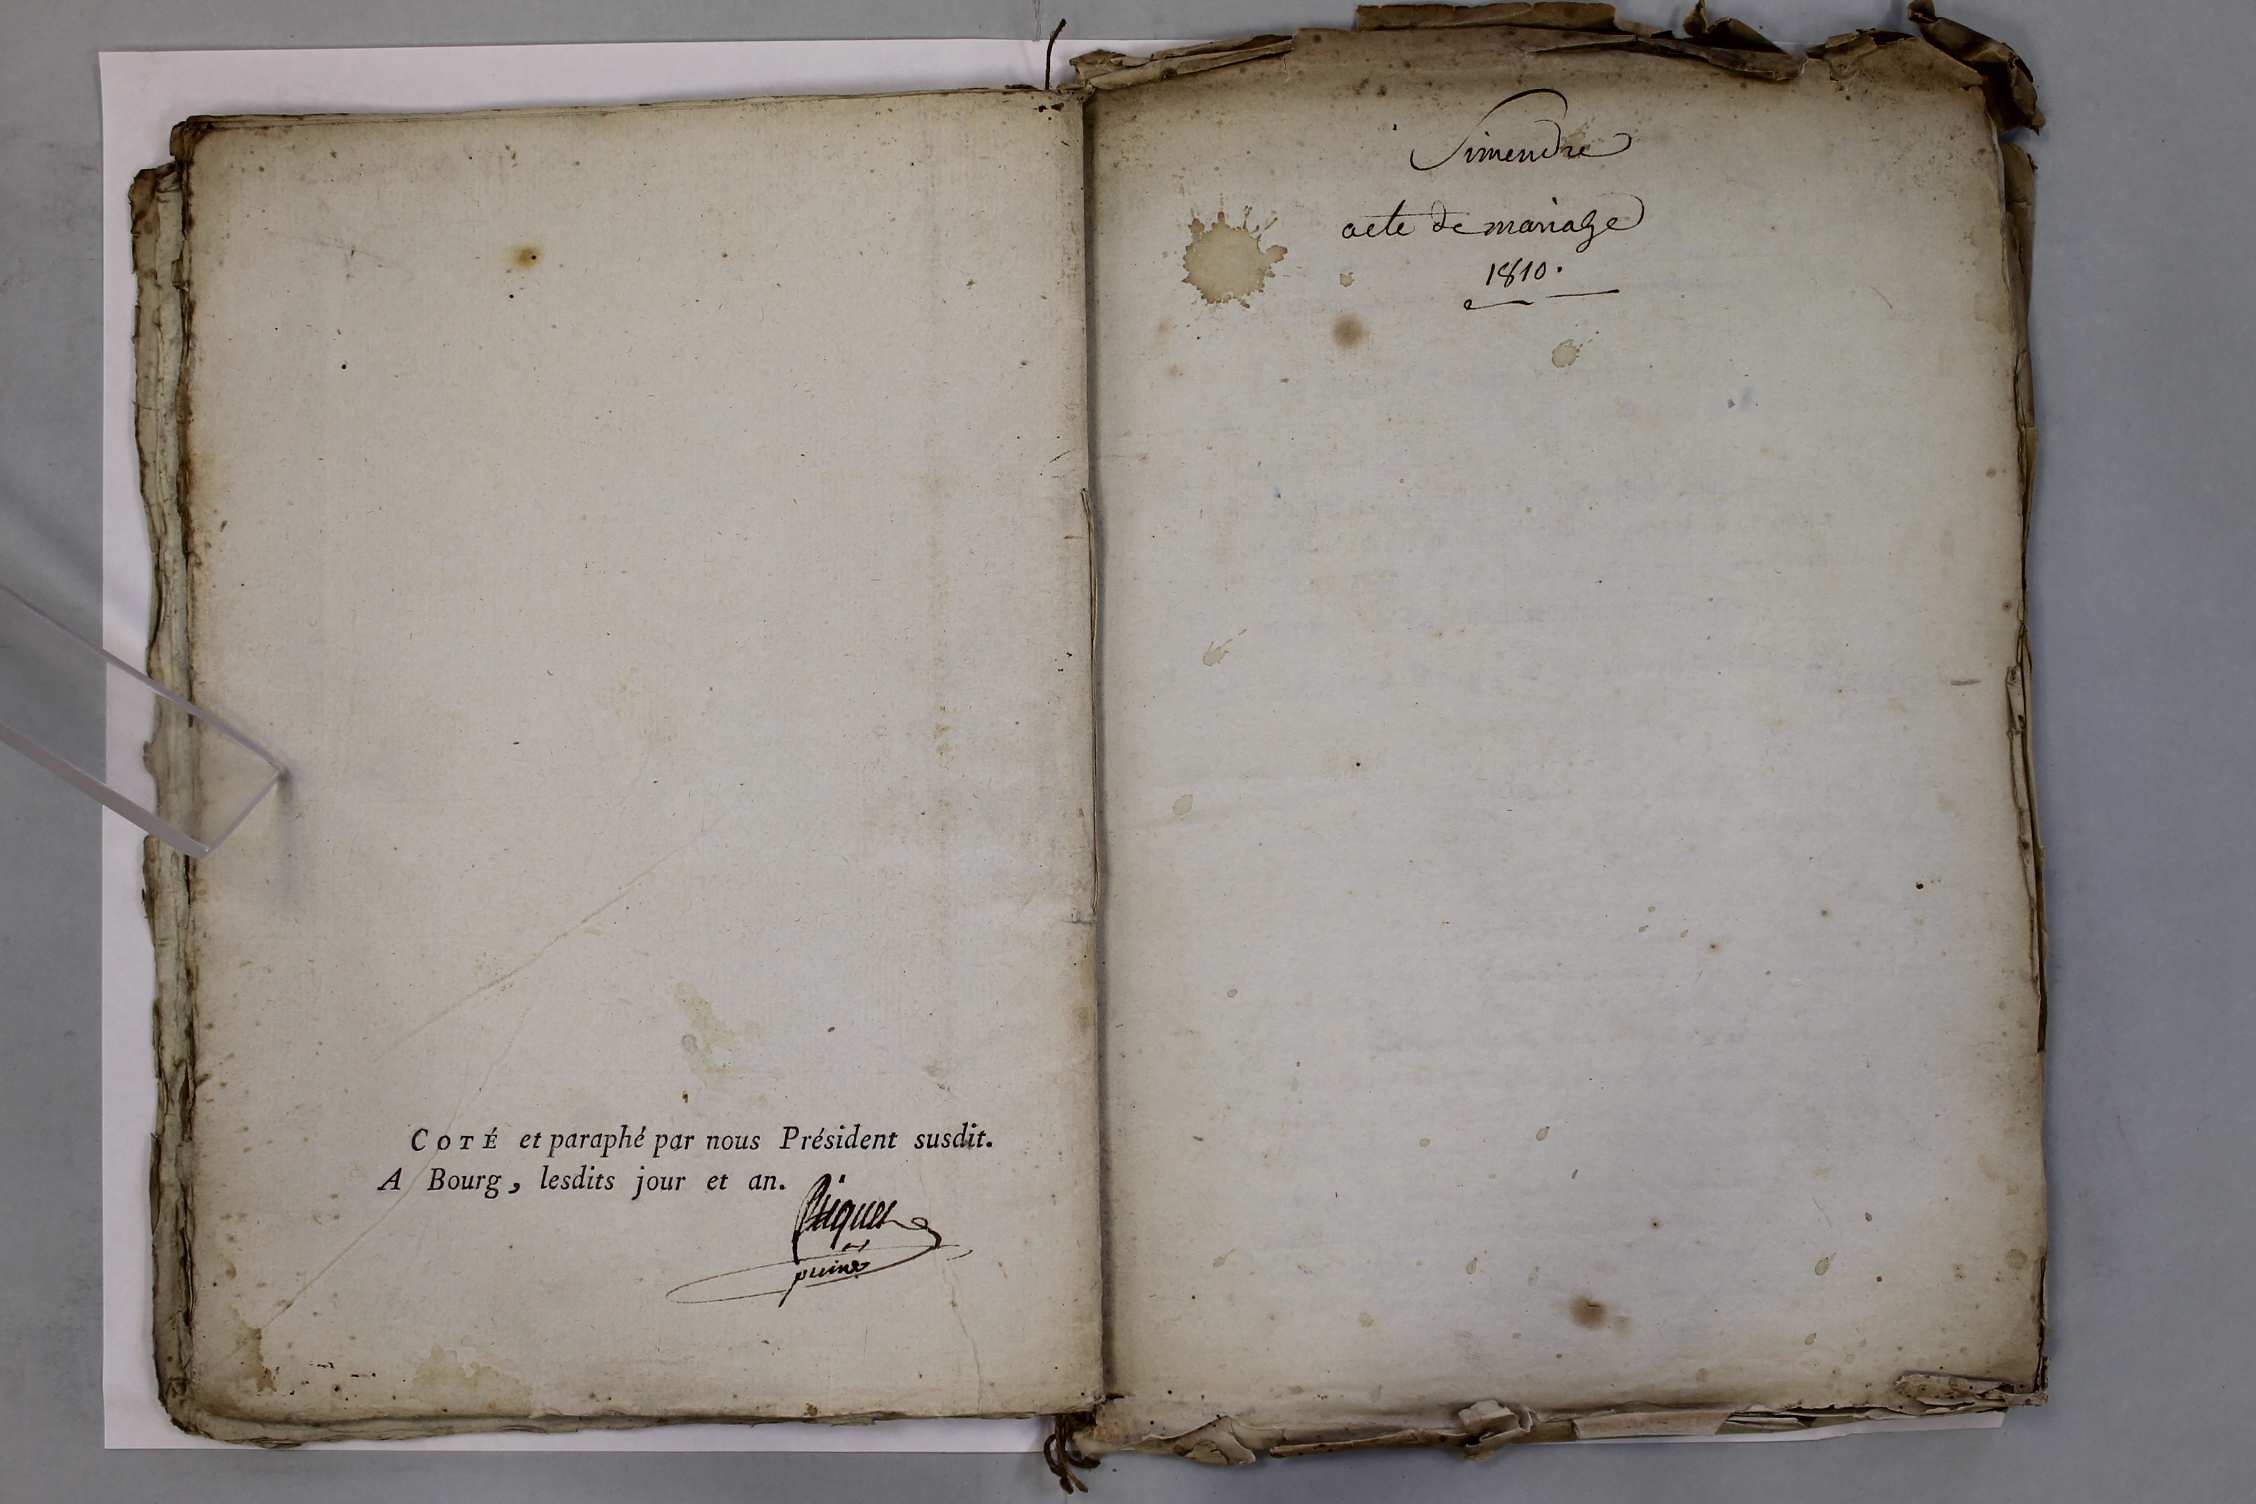 COTÉ et paraphé par nous Président susdit.
A Bourg, lesdits jour et an.
puiné
Simendre
acte de mariage
1810.